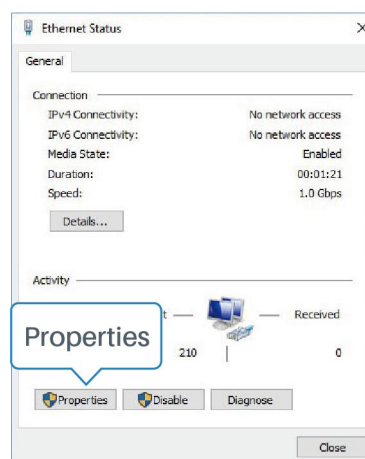 Ethernet Status
General
Connection
IPv4 Connectivity: No network access
IPv6 Connectivity: No network access
Media State: Enabled
Duration: 00:01:21
Speed: 1.0 Gbps
Details...
Activity
Received
Properties
210 0
Properties Disable Diagnose
Close